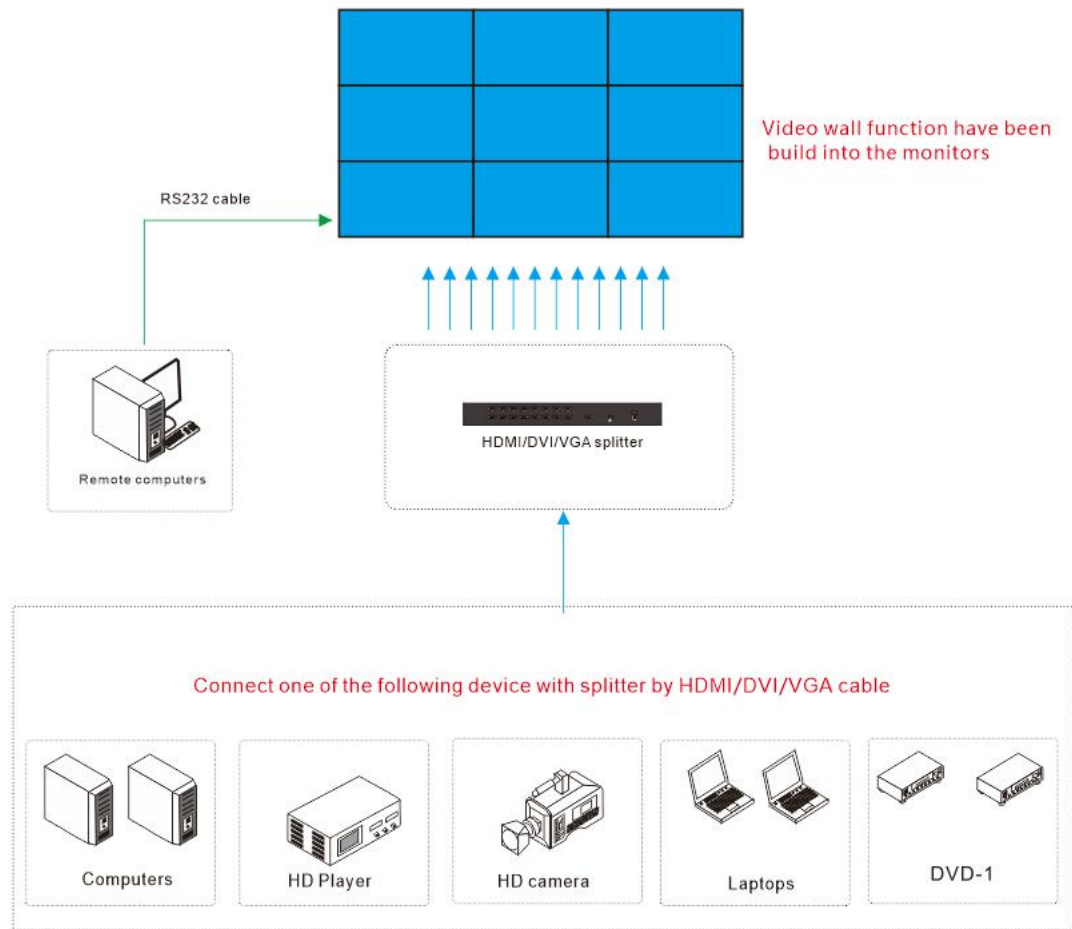 Video wall function have been
build into the monitors
RS232 cable
Remote computers
HDMI/DVI/VGA splitter
Connect one of the following device with splitter by HDMI/DVI/VGA cable
Computers
HD Player
HD camera
Laptops
DVD-1